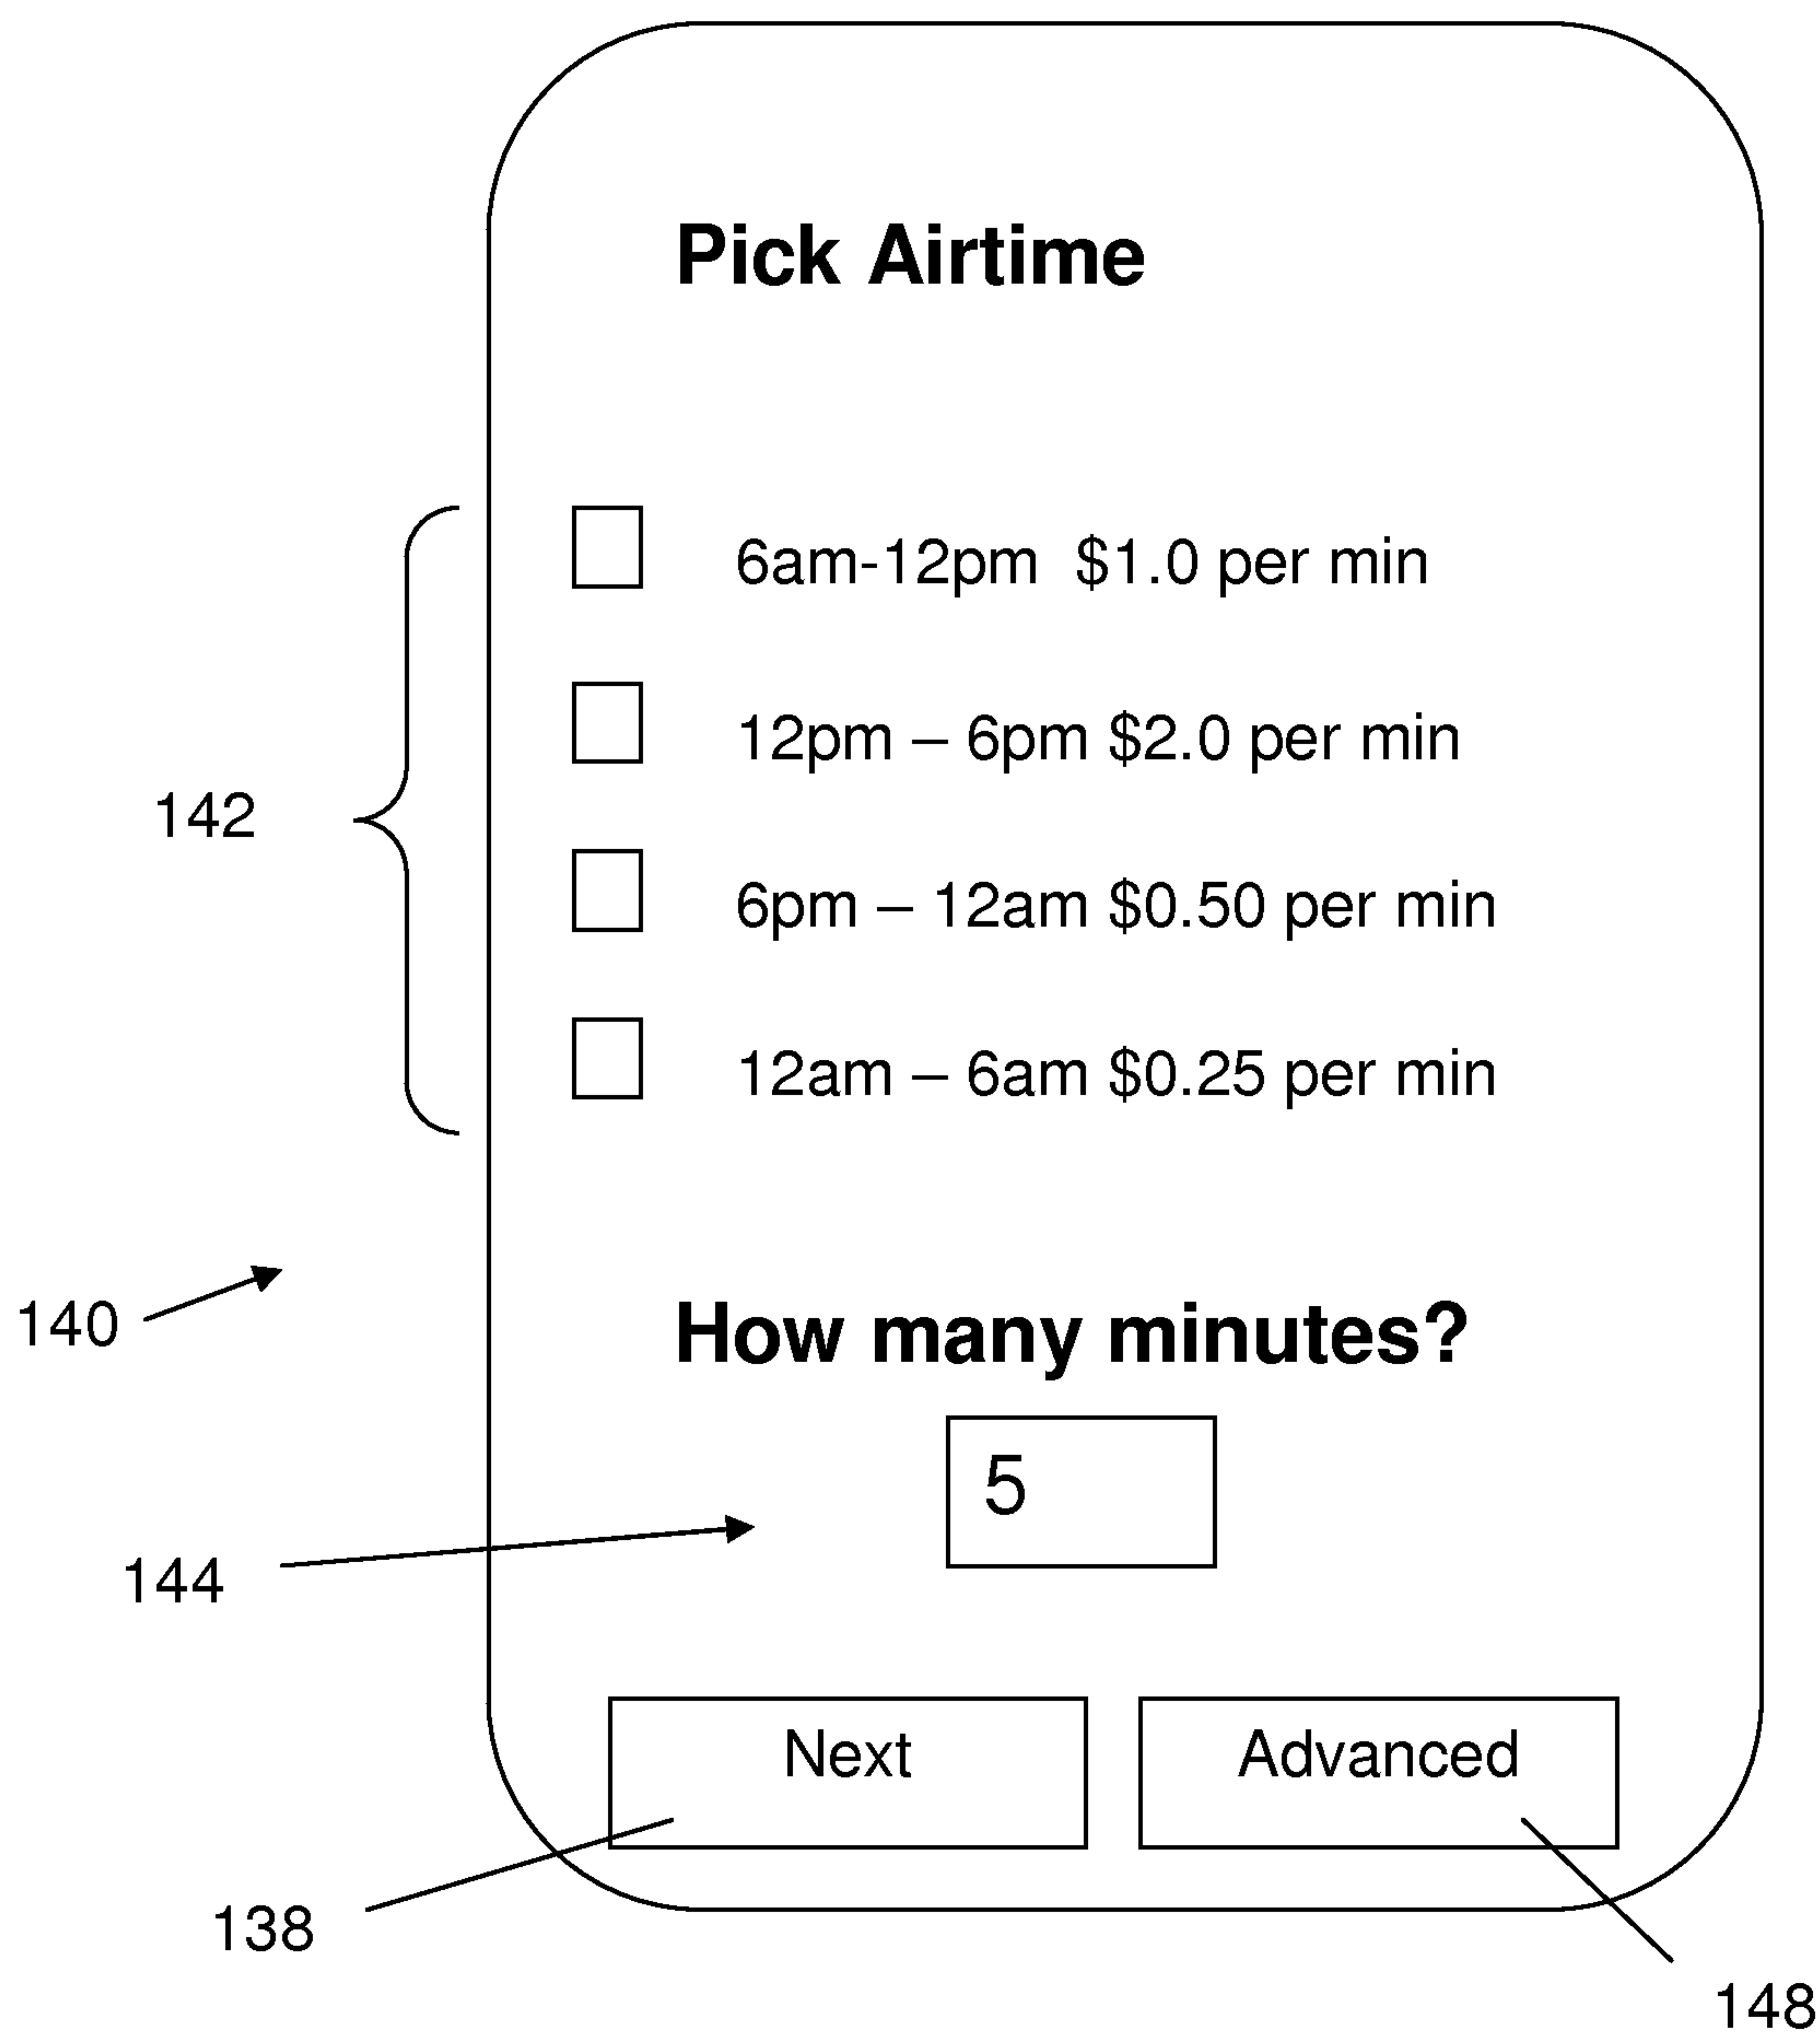 Pick Airtime
6am-12pm $1.0 per min
12pm – 6pm $2.0 per min
142
6pm – 12am $0.50 per min
12am – 6am $0.25 per min
140
How many minutes?
5
144
Next
Advanced
138
148